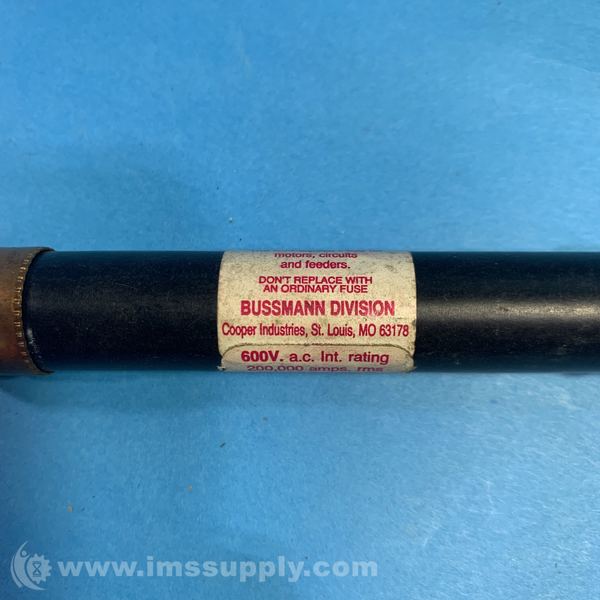 motors, circuits
and feeders.
DON'T REPLACE WITH
AN ORDINARY FUSE
BUSSMANN DIVISION
Cooper Industries, St. Louis, MO 63178
600V. a.c. Int. rating
200,000 amps. rms
www.imssupply.com